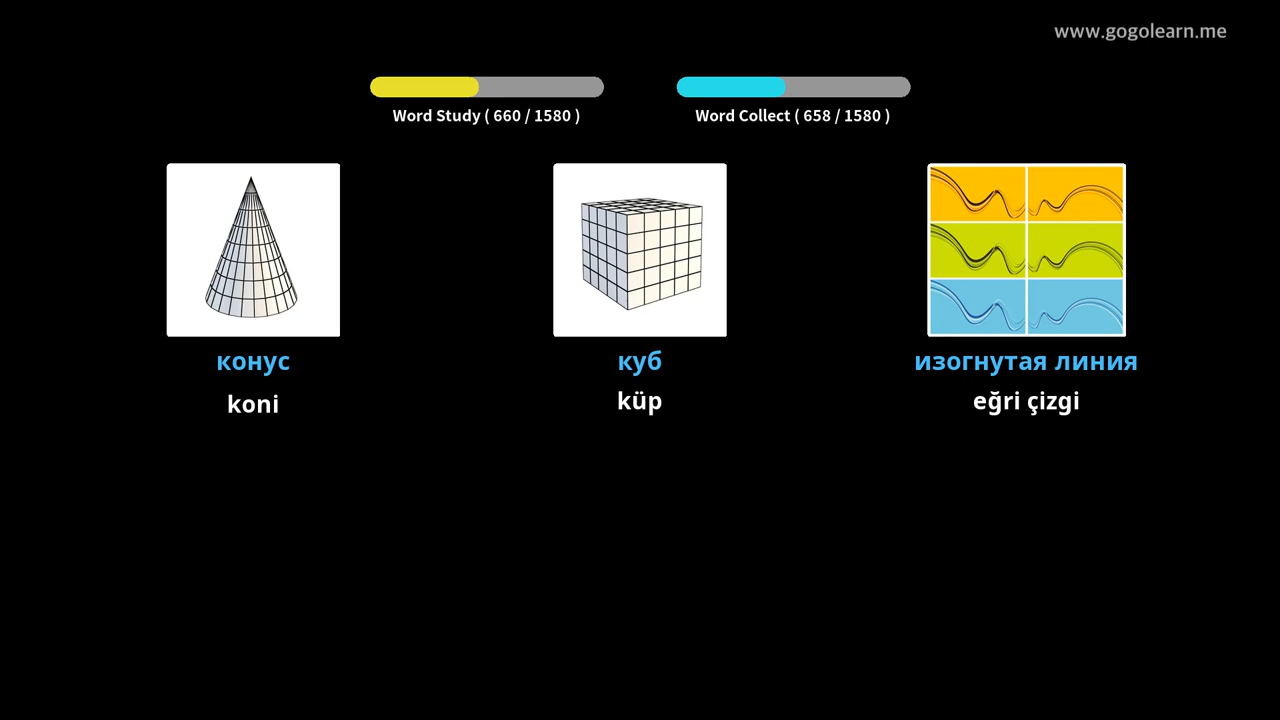 www.gogolearn.me
Word Study ( 660 / 1580 )
Word Collect ( 658 / 1580 )
конус
куб
изогнутая линия
koni
küp
eğri çizgi